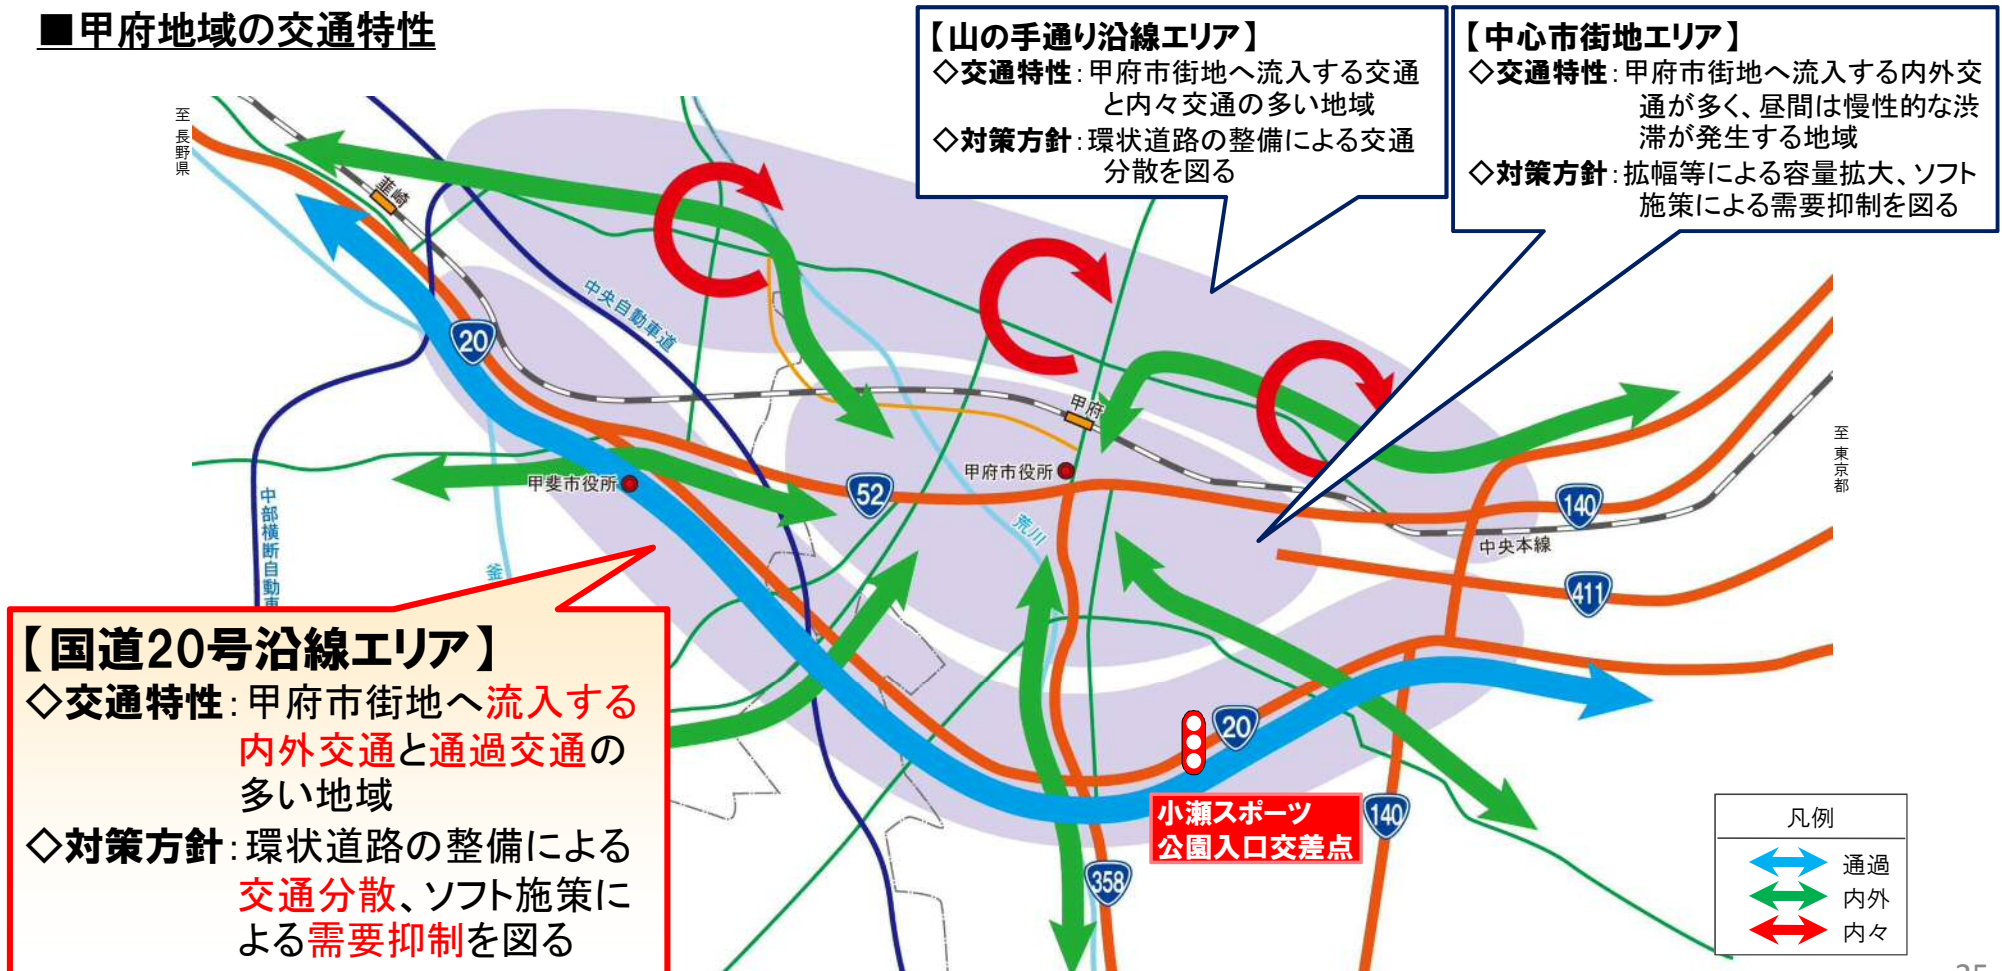 ■甲府地域の交通特性
【山の手通り沿線エリア】
◇交通特性：甲府市街地へ流入する交通
と内々交通の多い地域
◇対策方針：環状道路の整備による交通
分散を図る
【中心市街地エリア】
◇交通特性：甲府市街地へ流入する内外交
通が多く、昼間は慢性的な渋
滞が発生する地域
◇対策方針：拡幅等による容量拡大、ソフト
施策による需要抑制を図る
至 長野県
韮崎
中央自動車道
20
甲府
至 東京都
甲斐市役所
52
甲府市役所
荒川
140
中央本線
411
中部横断自動車
釜
【国道20号沿線エリア】
◇交通特性：甲府市街地へ流入する
内外交通と通過交通の
多い地域
◇対策方針：環状道路の整備による
交通分散、ソフト施策に
よる需要抑制を図る
20
小瀬スポーツ
公園入口交差点
140
358
凡例
通過
内外
内々